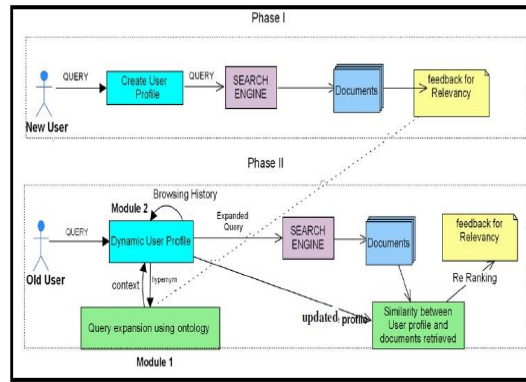 Phase I
QUERY
Create User
Profile
QUERY
SEARCH
ENGINE
Documents
feedback for
Relevancy
New User
Phase II
Browsing History
Module 2
QUERY
Dynamic User Profile
Expanded
Query
SEARCH
ENGINE
Documents
feedback for
Relevancy
Old User
context
hypernym
Re Ranking
Query expansion using ontology
updated profile
Similarity between
User profile and
documents retrieved
Module 1